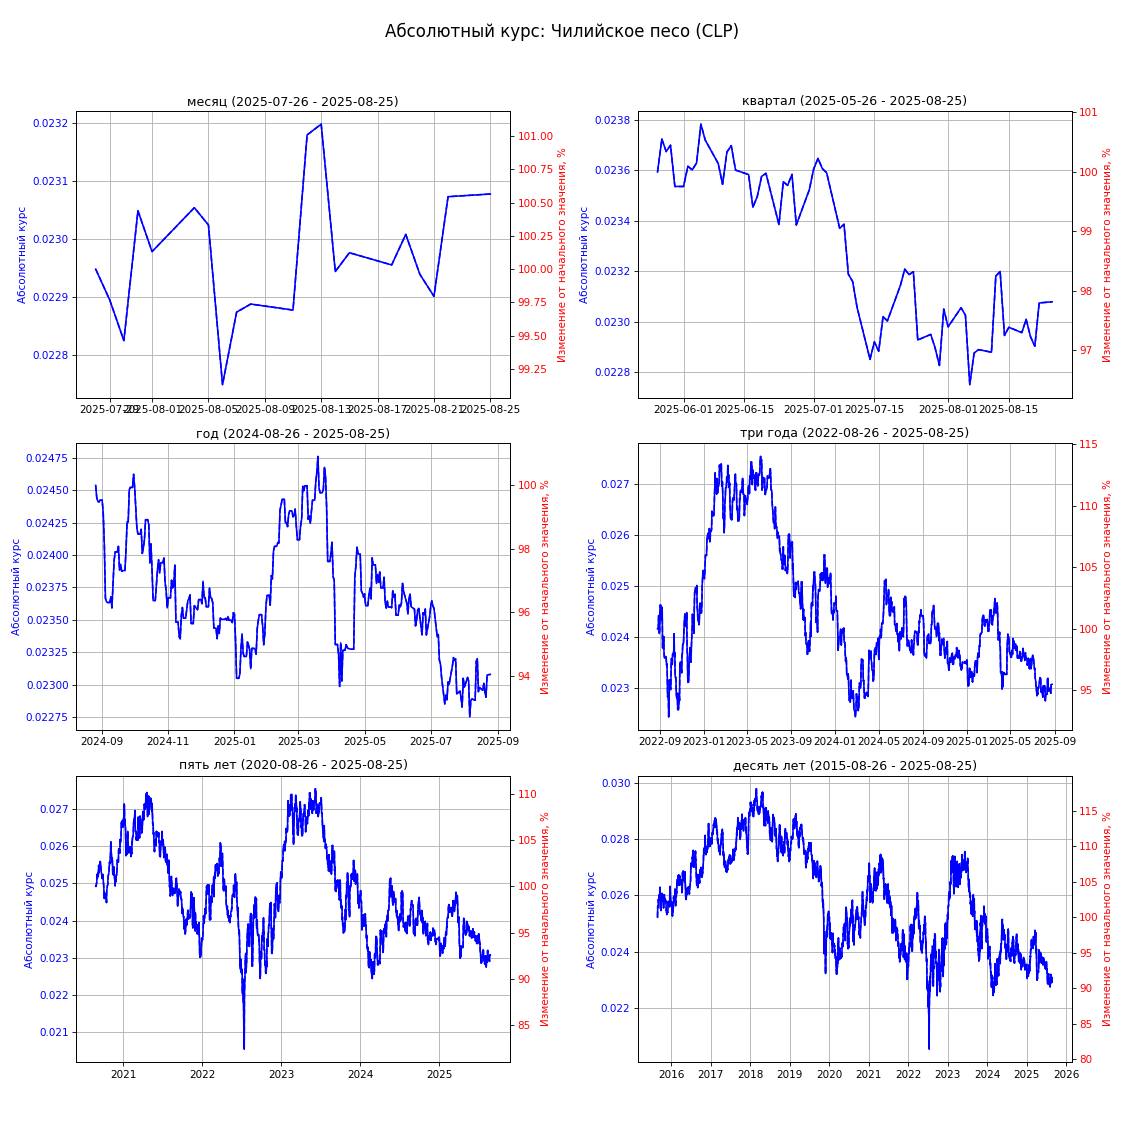 Абсолютный курс: Чилийское песо (CLP)
месяц (2025-07-26 - 2025-08-25)
Абсолютный курс
0.0232
0.0231
0.0230
0.0229
0.0228
101.00
100.75
100.50
100.25
100.00
99.75
99.50
99.25
Изменение от начального значения, %
2025-07-29 2025-08-01 2025-08-05 2025-08-09 2025-08-13 2025-08-17 2025-08-21 2025-08-25
квартал (2025-05-26 - 2025-08-25)
Абсолютный курс
0.0238
0.0236
0.0234
0.0232
0.0230
0.0228
101
100
99
98
97
Изменение от начального значения, %
2025-06-01 2025-06-15 2025-07-01 2025-07-15 2025-08-01 2025-08-15
год (2024-08-26 - 2025-08-25)
Абсолютный курс
0.02475
0.02450
0.02425
0.02400
0.02375
0.02350
0.02325
0.02300
0.02275
100
98
96
94
Изменение от начального значения, %
2024-09 2024-11 2025-01 2025-03 2025-05 2025-07 2025-09
три года (2022-08-26 - 2025-08-25)
Абсолютный курс
0.027
0.026
0.025
0.024
0.023
115
110
105
100
95
Изменение от начального значения, %
2022-09 2023-01 2023-05 2023-09 2024-01 2024-05 2024-09 2025-01 2025-05 2025-09
пять лет (2020-08-26 - 2025-08-25)
Абсолютный курс
0.027
0.026
0.025
0.024
0.023
0.022
0.021
110
105
100
95
90
85
Изменение от начального значения, %
2021 2022 2023 2024 2025
десять лет (2015-08-26 - 2025-08-25)
Абсолютный курс
0.030
0.028
0.026
0.024
0.022
115
110
105
100
95
90
85
80
Изменение от начального значения, %
2016 2017 2018 2019 2020 2021 2022 2023 2024 2025 2026